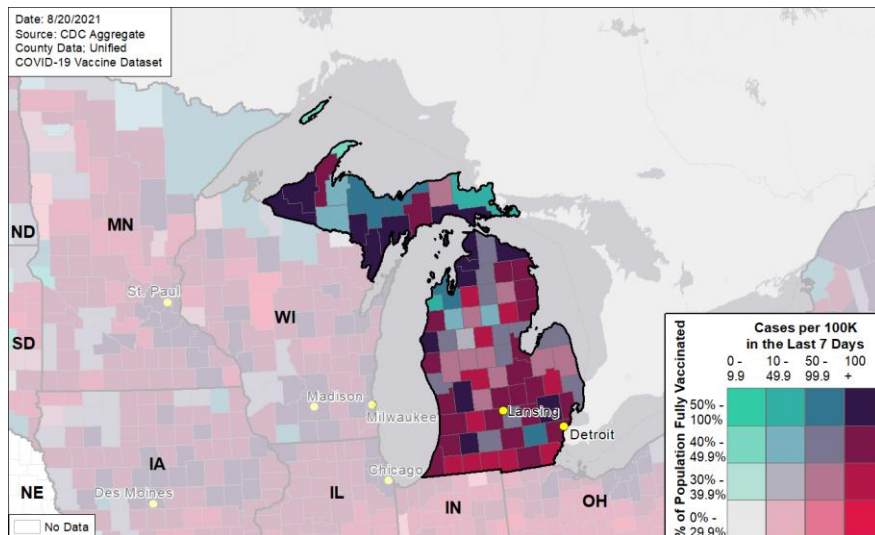 Date: 8/20/2021
Source: CDC Aggregate
County Data; Unified
COVID-19 Vaccine Dataset
ND
MN
St. Paul
SD
WI
Madison
Milwaukee
Lansing
Detroit
IA
Des Moines
Chicago
NE
IL
IN
OH
No Data
Cases per 100K
in the Last 7 Days
0 - 9.9
10 - 49.9
50 - 99.9
100 +
% of Population Fully Vaccinated
50% - 100%
40% - 49.9%
30% - 39.9%
0% - 29.9%